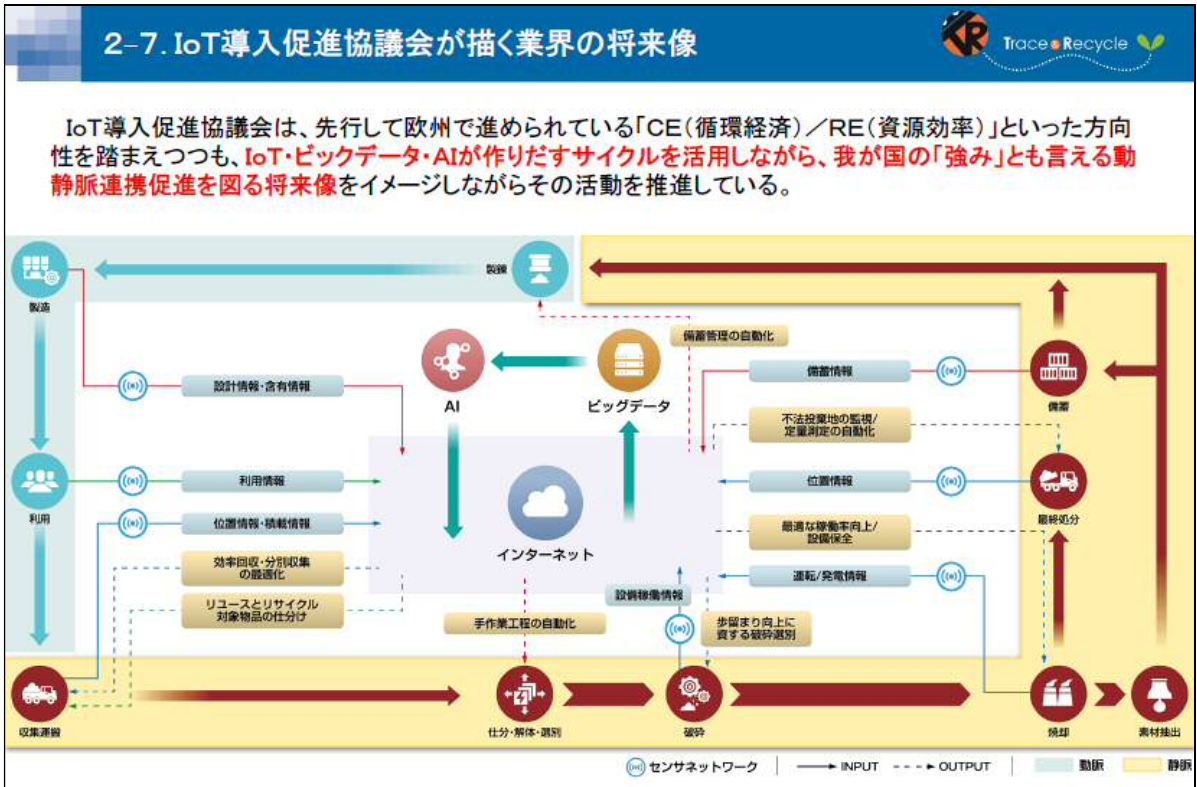 2-7.IoT導入促進協議会が描く業界の将来像
Trace&Recycle
IoT導入促進協議会は、先行して欧州で進められている「CE(循環経済)／RE(資源効率)」といった方向
性を踏まえつつも、IoT・ビックデータ・AIが作りだすサイクルを活用しながら、我が国の「強み」とも言える動
静脈連携促進を図る将来像をイメージしながらその活動を推進している。
製錬
製造
備蓄管理の自動化
設計情報・含有情報
AI
ビッグデータ
備蓄情報
備蓄
不法投棄地の監視/
定量測定の自動化
利用情報
位置情報
利用
位置情報・積載情報
インターネット
最適な稼働率向上/
設備保全
最終処分
効率回収・分別収集
の最適化
運転/発電情報
設備稼働情報
リユースとリサイクル
対象物品の仕分け
手作業工程の自動化
歩留まり向上に
資する破砕選別
収集運搬
仕分・解体・選別
破砕
焼却
素材抽出
センサネットワーク
INPUT
OUTPUT
動脈
静脈